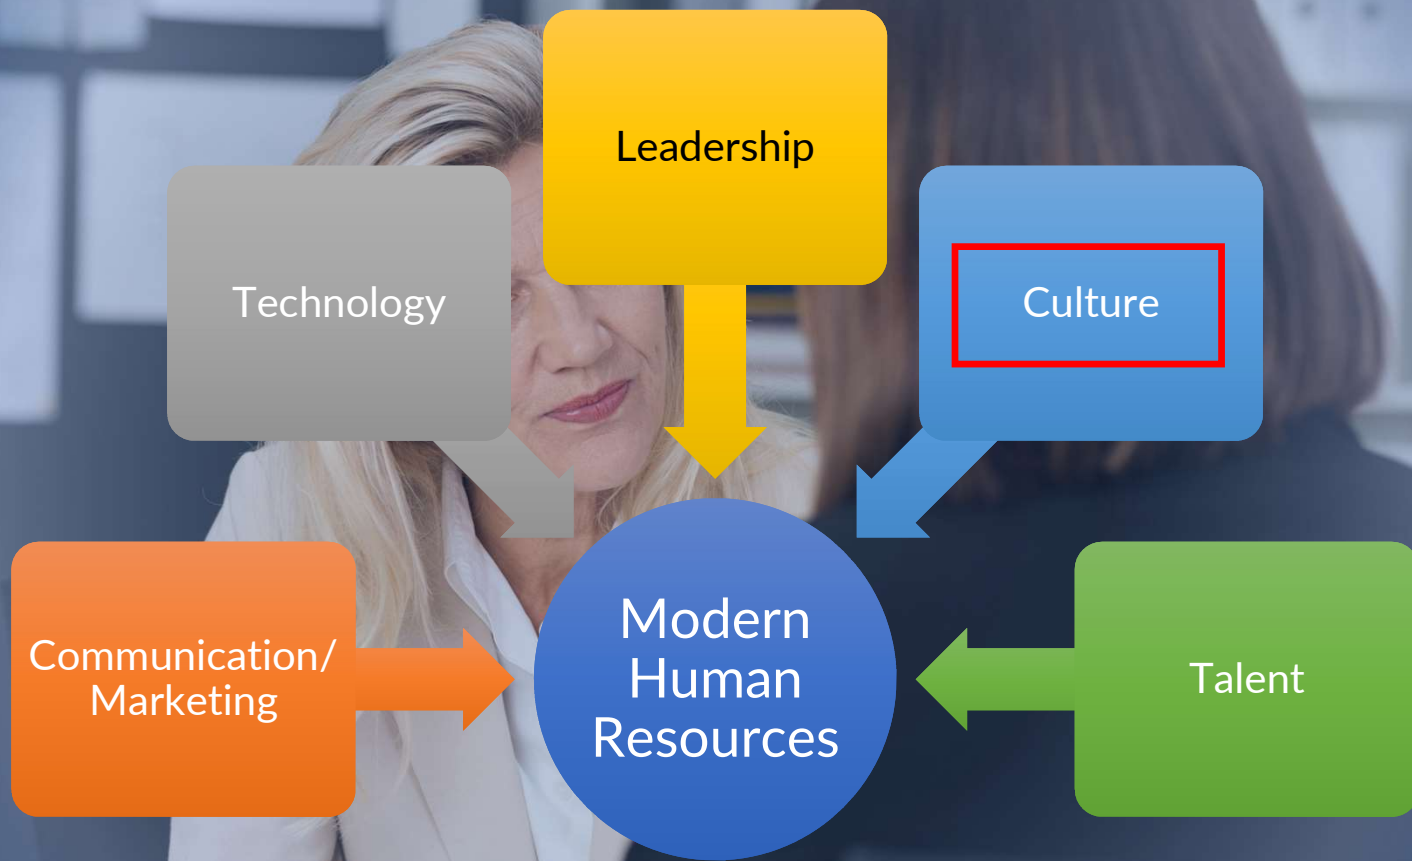 Leadership
Technology
Culture
Communication/
Marketing
Modern
Human
Resources
Talent